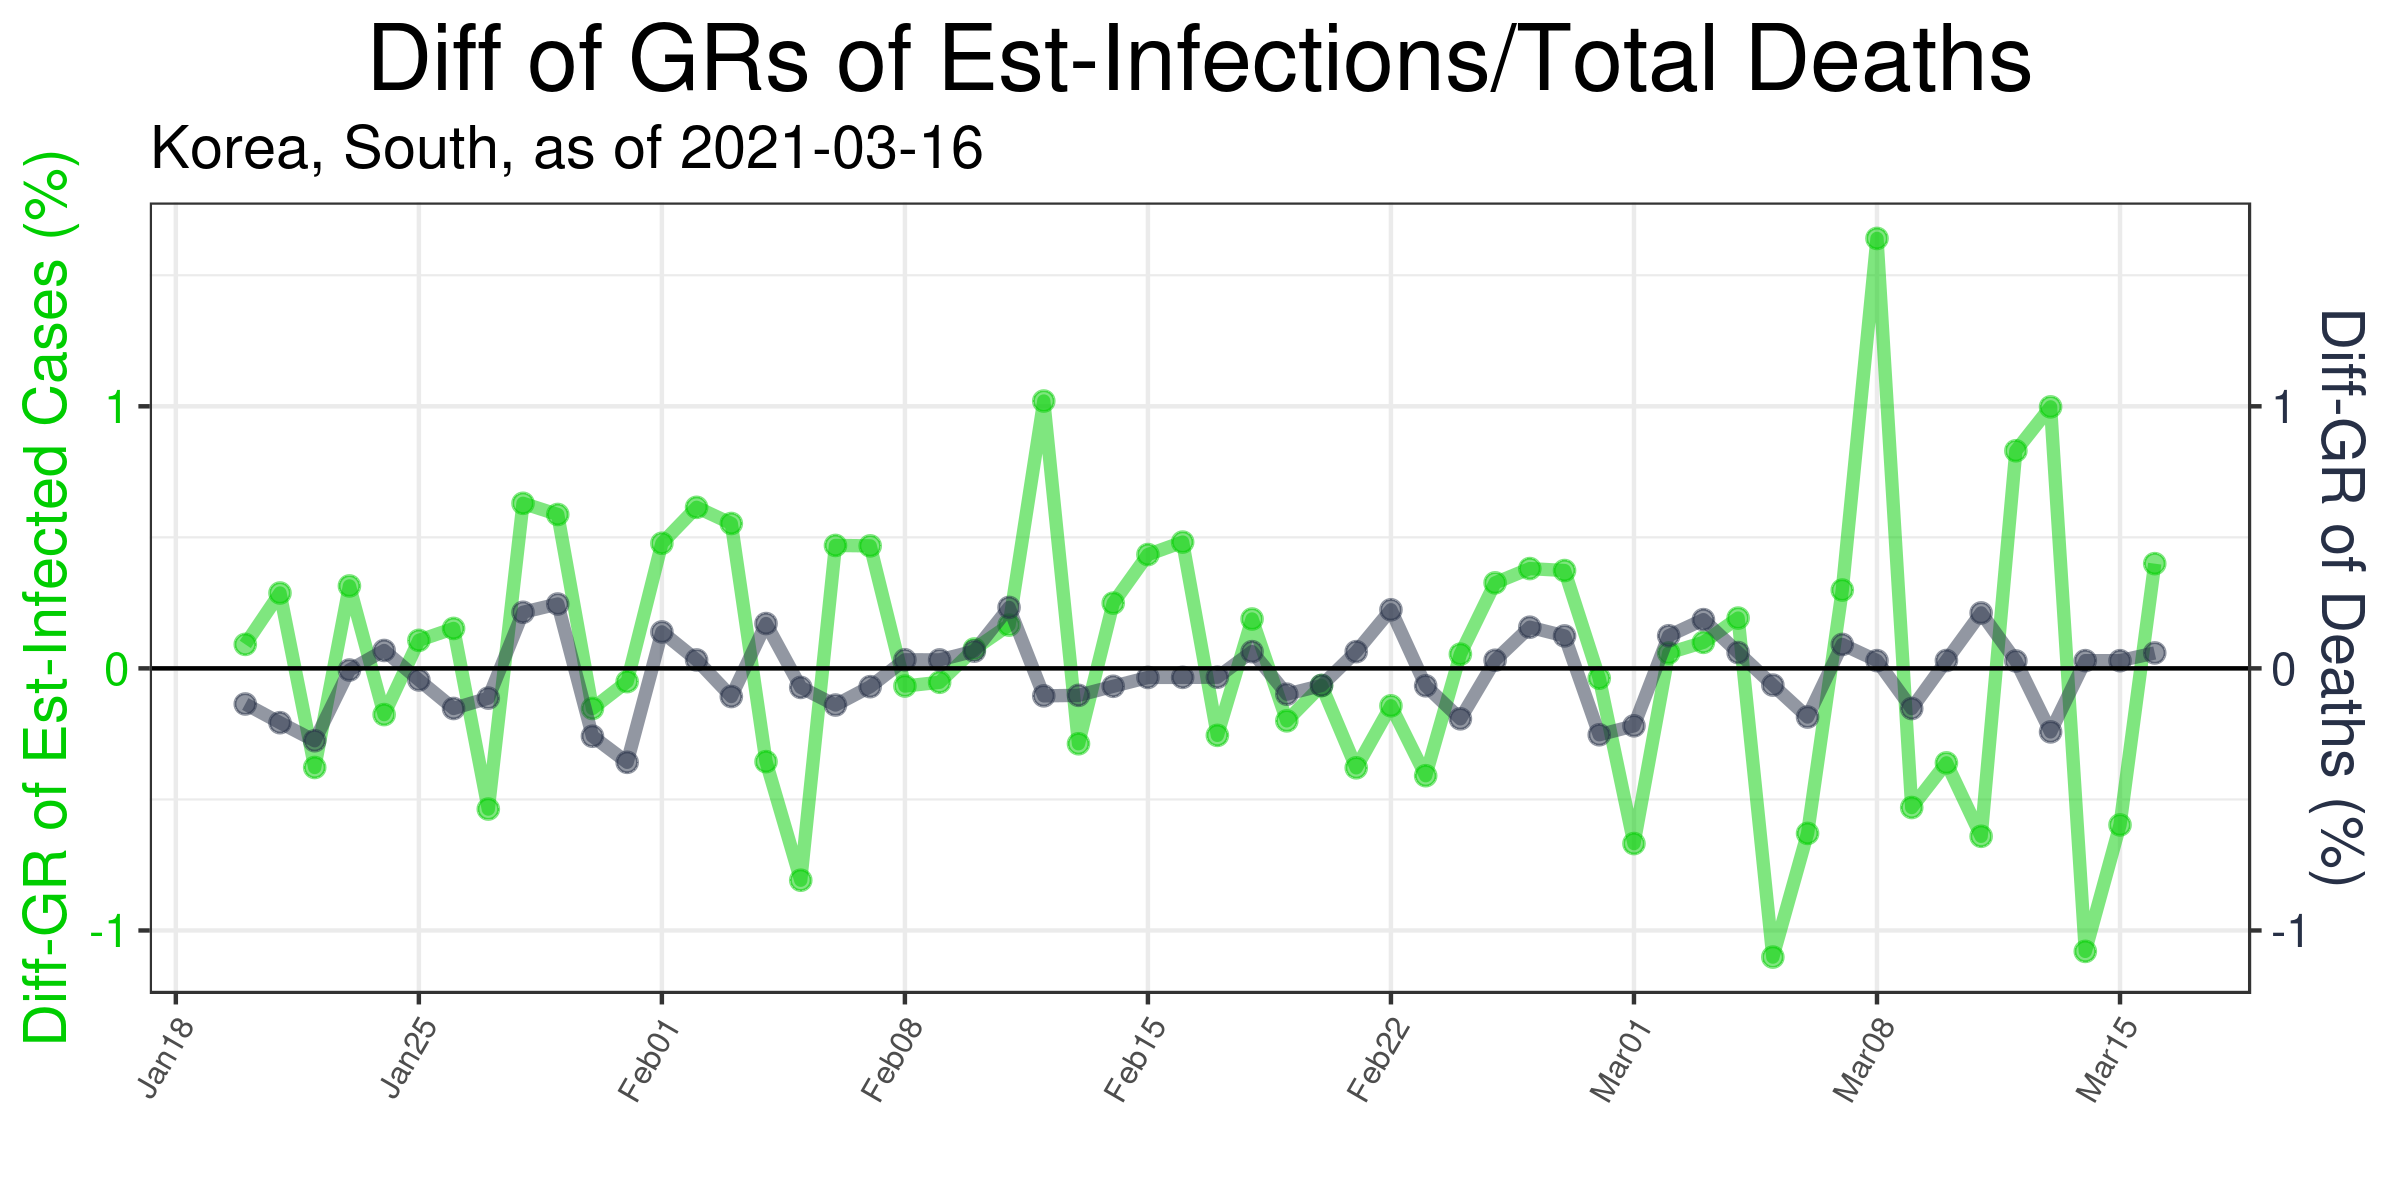 Diff of GRs of Est-Infections/Total Deaths
Korea, South, as of 2021-03-16
Diff-GR of Est-Infected Cases (%)
1
0
-1
1
0
-1
Diff-GR of Deaths (%)
Jan18
Jan25
Feb01
Feb08
Feb15
Feb22
Mar01
Mar08
Mar15